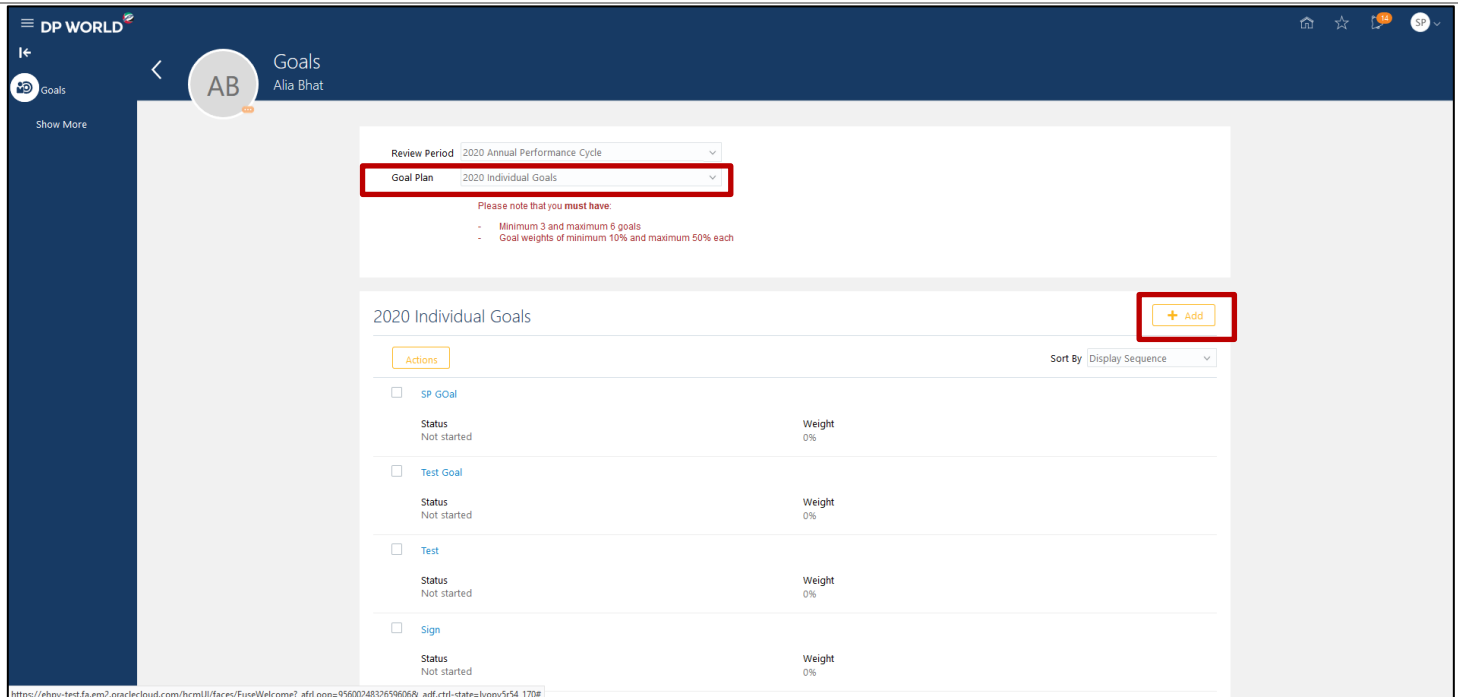 DP WORLD
14
SP
Goals
Show More
AB
Goals
Alia Bhat
Review Period 2020 Annual Performance Cycle
Goal Plan 2020 Individual Goals
Please note that you must have:
- Minimum 3 and maximum 6 goals
- Goal weights of minimum 10% and maximum 50% each
2020 Individual Goals
+ Add
Actions
Sort By Display Sequence
SP GOal
Status Weight
Not started 0%
Test Goal
Status Weight
Not started 0%
Test
Status Weight
Not started 0%
Sign
Status Weight
Not started 0%